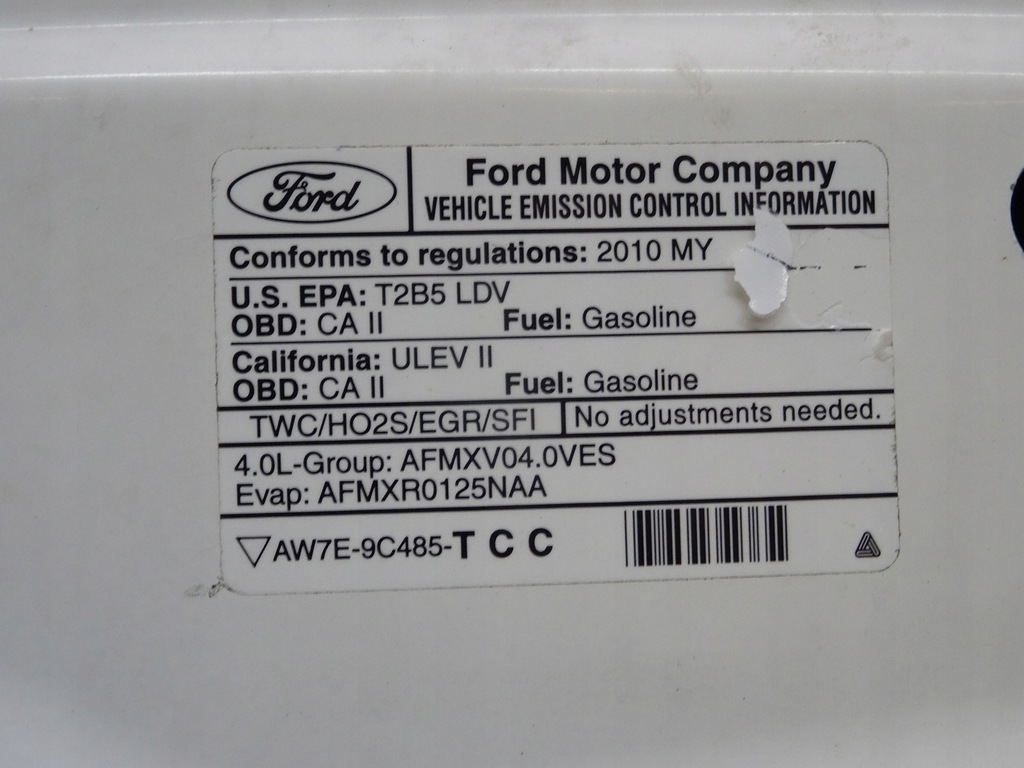 Ford
Ford Motor Company
VEHICLE EMISSION CONTROL INFORMATION
Conforms to regulations: 2010 MY
U.S. EPA: T2B5 LDV
OBD: CA II Fuel: Gasoline
California: ULEV II
OBD: CA II Fuel: Gasoline
TWC/HO2S/EGR/SFI No adjustments needed.
4.0L-Group: AFMXV04.0VES
Evap: AFMXR0125NAA
AW7E-9C485-T C C